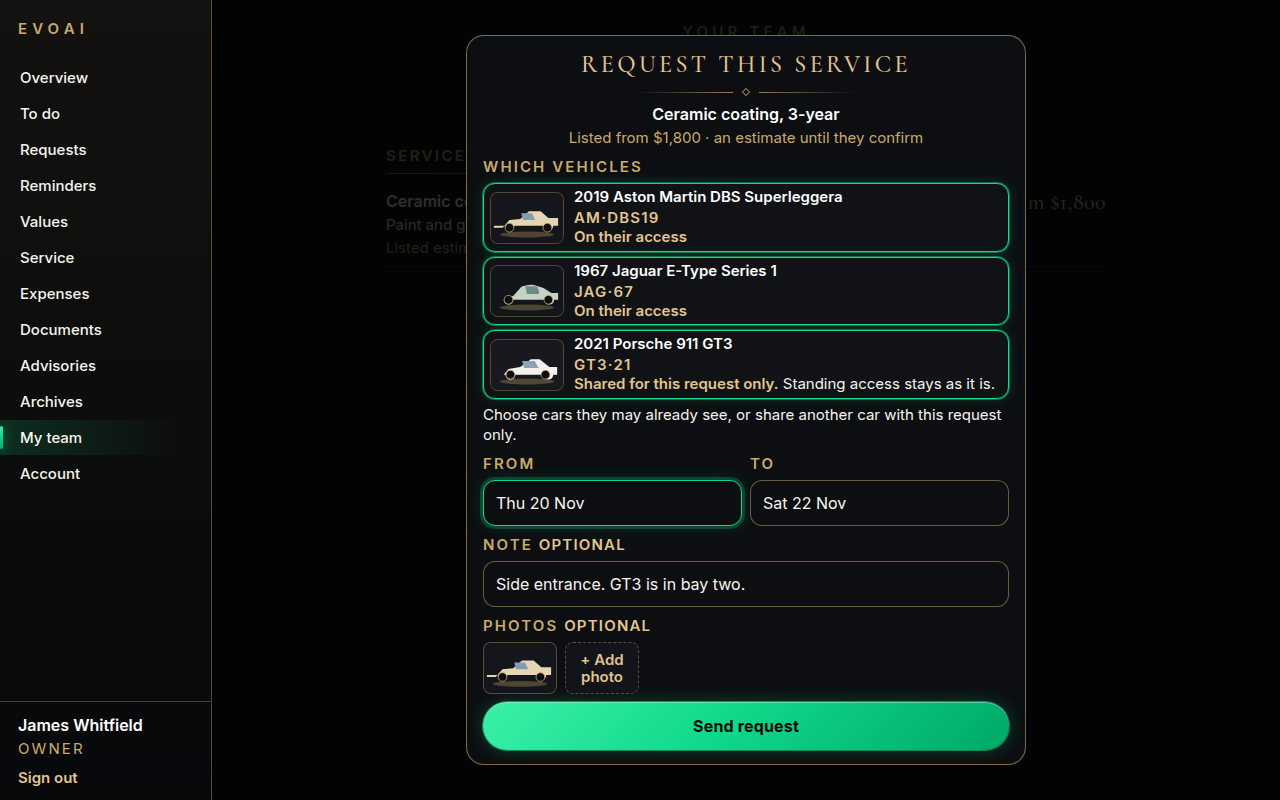 EVOAI
Overview
To do
Requests
Reminders
Values
Service
Expenses
Documents
Advisories
Archives
My team
Account
James Whitfield
OWNER
Sign out
YOUR TEAM
SERVICE
Ceramic c
Paint and g
Listed estim
m $1,800
REQUEST THIS SERVICE
Ceramic coating, 3-year
Listed from $1,800 · an estimate until they confirm
WHICH VEHICLES
2019 Aston Martin DBS Superleggera
AM·DBS19
On their access
1967 Jaguar E-Type Series 1
JAG·67
On their access
2021 Porsche 911 GT3
GT3·21
Shared for this request only. Standing access stays as it is.
Choose cars they may already see, or share another car with this request
only.
FROM
TO
Thu 20 Nov
Sat 22 Nov
NOTE OPTIONAL
Side entrance. GT3 is in bay two.
PHOTOS OPTIONAL
+ Add
photo
Send request